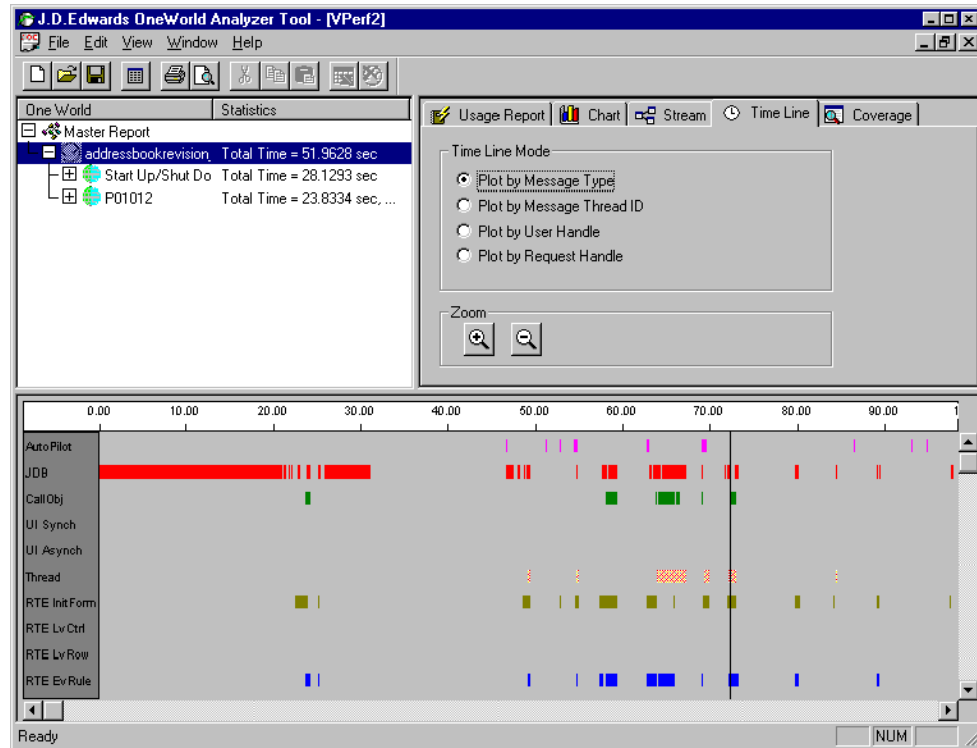 J.D.Edwards OneWorld Analyzer Tool - [VPerf2]
File Edit View Window Help
One World Statistics
Master Report
addressbookrevision_ Total Time = 51.9628 sec
Start Up/Shut Do Total Time = 28.1293 sec
P01012 Total Time = 23.8334 sec, ...
Usage Report Chart Stream Time Line Coverage
Time Line Mode
Plot by Message Type
Plot by Message Thread ID
Plot by User Handle
Plot by Request Handle
Zoom
0.00 10.00 20.00 30.00 40.00 50.00 60.00 70.00 80.00 90.00 1
AutoPilot
JDB
CallObj
UI Synch
UI Asynch
Thread
RTE InitForm
RTE LvCtrl
RTE LvRow
RTE EvRule
Ready NUM